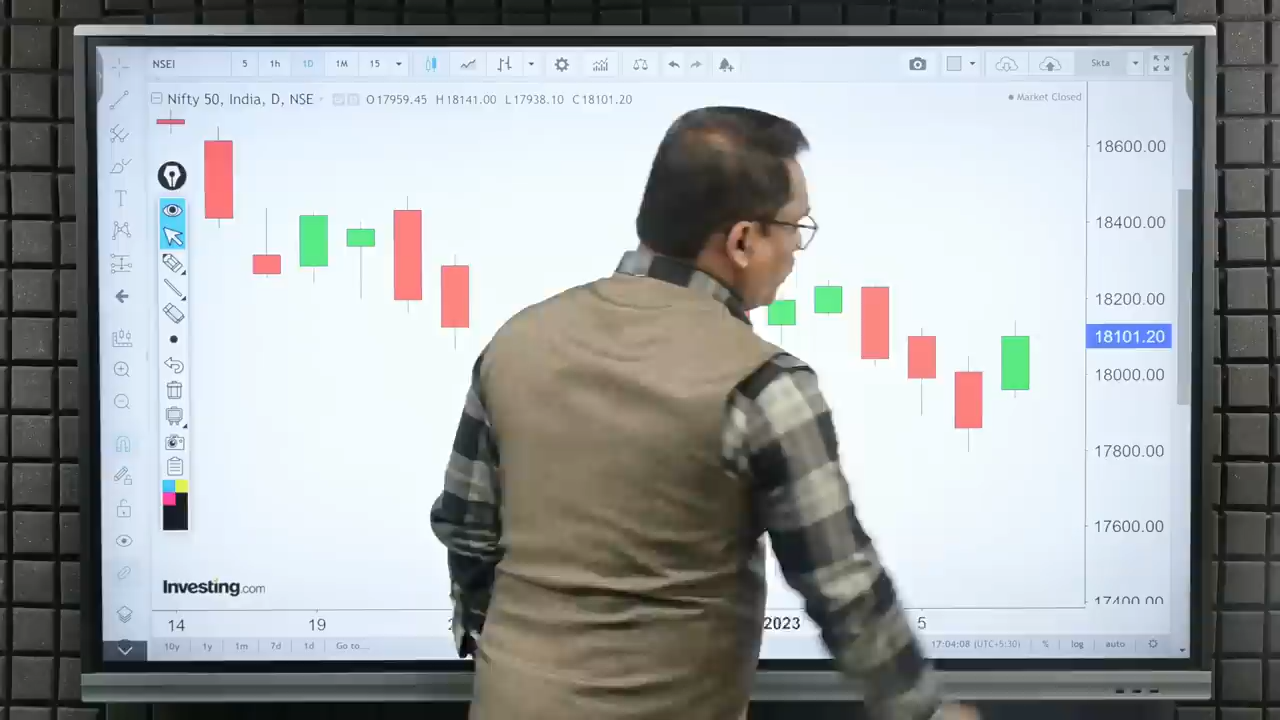 NSEI 5 1h 1D 1M 15 5kta
Nifty 50, India, D, NSE O17959.45 H18141.00 L17938.10 C18101.20 Market Closed
18600.00
18400.00
18200.00
18101.20
18000.00
17800.00
17600.00
17400.00
T
Investing.com
14 19 2023 5
10y 1y 1m 7d 1d Go to... 17:04:08 (UTC+5:30) % log auto